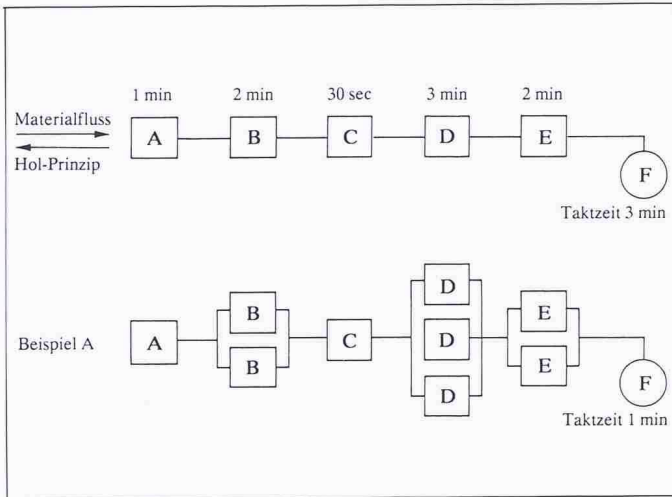 1 min 2 min 30 sec 3 min 2 min
Materialfluss
A B C D E
Hol-Prinzip
F
Taktzeit 3 min
D
B E
Beispiel A A C D
B E
F
D
Taktzeit 1 min